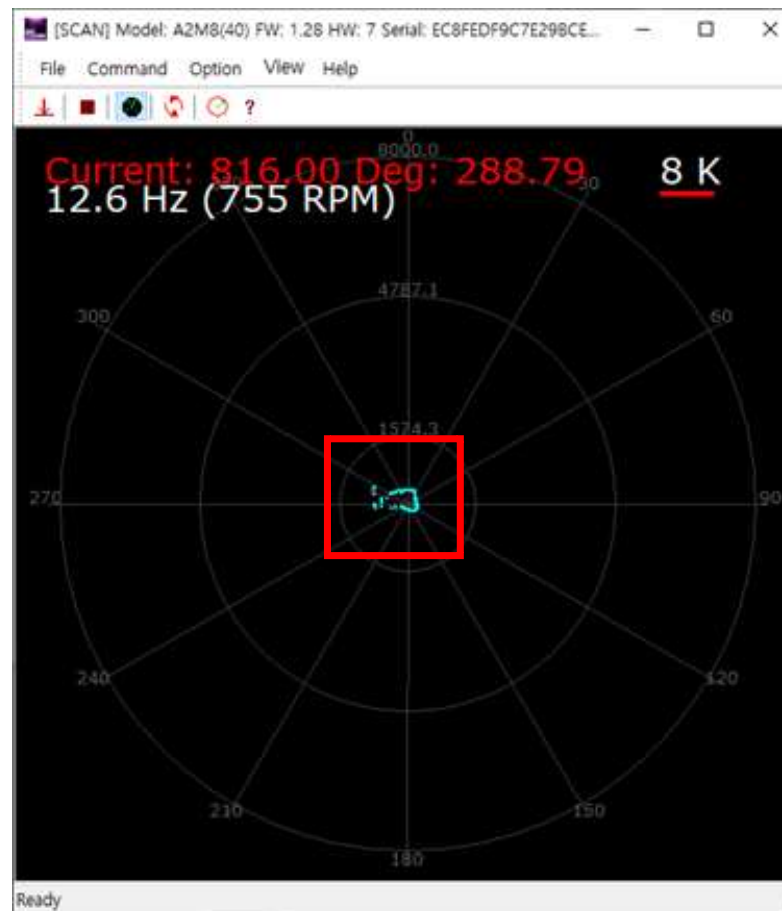 [SCAN] Model: A2M8(40) FW: 1.28 HW: 7 Serial: EC8FEDF9C7E29BCE...
File Command Option View Help
?
0
8000.0
Current: 816.00 Deg: 288.79
8 K
30
12.6 Hz (755 RPM)
4787.1
300
60
1574.3
270
90
240
120
210
150
180
Ready